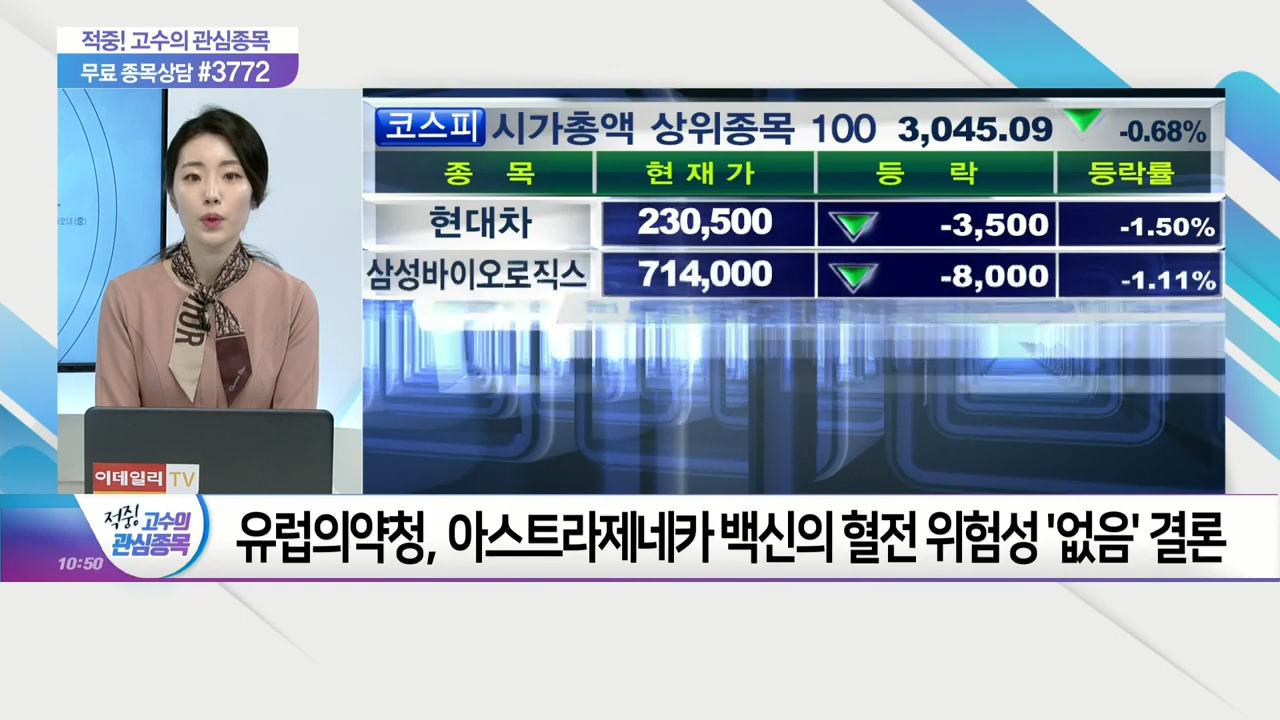 적중! 고수의 관심종목
무료 종목상담 #3772
코스피 시가총액 상위종목 100 3,045.09 -0.68%
종 목 현 재 가 등 락 등락률
현대차 230,500 -3,500 -1.50%
삼성바이오로직스 714,000 -8,000 -1.11%
이데일리 TV
적중! 고수의
관심종목
10:50
유럽의약청, 아스트라제네카 백신의 혈전 위험성 '없음' 결론